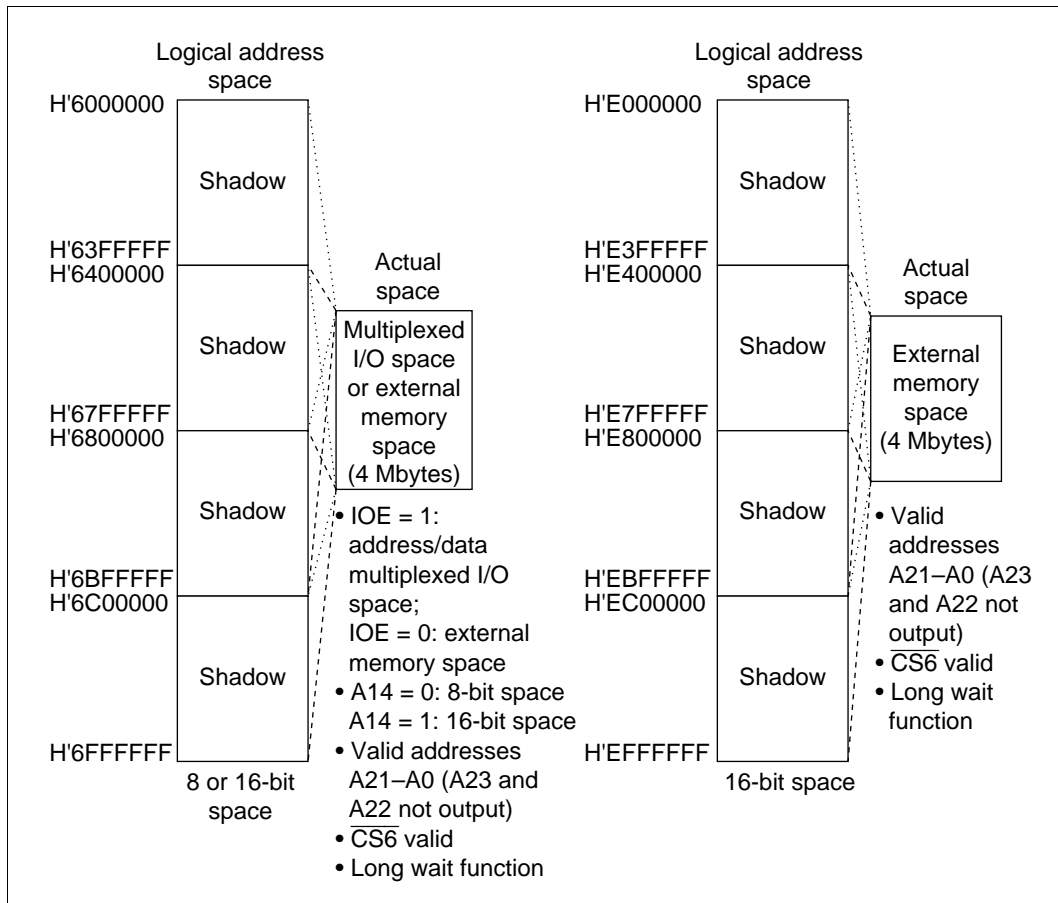 Logical address
space
H'6000000
Shadow
H'63FFFFF
H'6400000
Shadow
H'67FFFFF
H'6800000
Shadow
H'6BFFFFF
H'6C00000
Shadow
H'6FFFFFF
8 or 16-bit
space
Actual
space
Multiplexed
I/O space
or external
memory
space
(4 Mbytes)
• IOE = 1:
address/data
multiplexed I/O
space;
IOE = 0: external
memory space
• A14 = 0: 8-bit space
A14 = 1: 16-bit space
• Valid addresses
A21–A0 (A23 and
A22 not output)
• C̅S̅6̅ valid
• Long wait function
Logical address
space
H'E000000
Shadow
H'E3FFFFF
H'E400000
Shadow
H'E7FFFFF
H'E800000
Shadow
H'EBFFFFF
H'EC00000
Shadow
H'EFFFFFF
16-bit space
Actual
space
External
memory
space
(4 Mbytes)
• Valid
addresses
A21–A0 (A23
and A22 not
output)
• C̅S̅6̅ valid
• Long wait
function